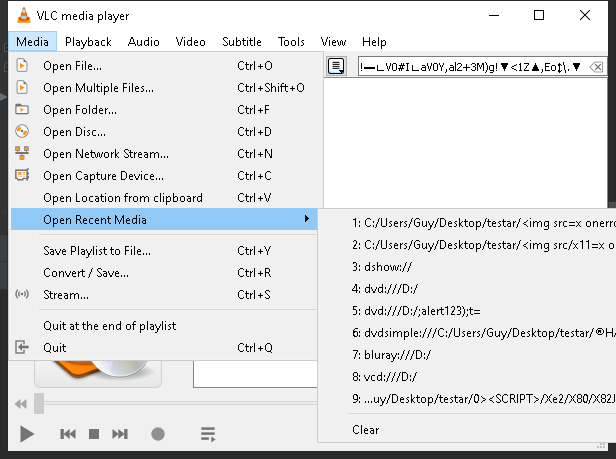 VLC media player
Media Playback Audio Video Subtitle Tools View Help
Open File... Ctrl+O
Open Multiple Files... Ctrl+Shift+O
Open Folder... Ctrl+F
Open Disc... Ctrl+D
Open Network Stream... Ctrl+N
Open Capture Device... Ctrl+C
Open Location from clipboard Ctrl+V
Open Recent Media
Save Playlist to File... Ctrl+Y
Convert / Save... Ctrl+R
Stream... Ctrl+S
Quit at the end of playlist
Quit Ctrl+Q
!▬∟V0#I∟aV0Y,al2+3M)g!▼<1Z▲,Eo‡\.▼
1: C:/Users/Guy/Desktop/testar/<img src=x onerro
2: C:/Users/Guy/Desktop/testar/<img src/x11=x o
3: dshow://
4: dvd:///D:/
5: dvd:///D:/;alert123);t=
6: dvdsimple:///C:/Users/Guy/Desktop/testar/®H/
7: bluray:///D:/
8: vcd:///D:/
9: ...uy/Desktop/testar/0><SCRIPT>/Xe2/X80/X82J
Clear